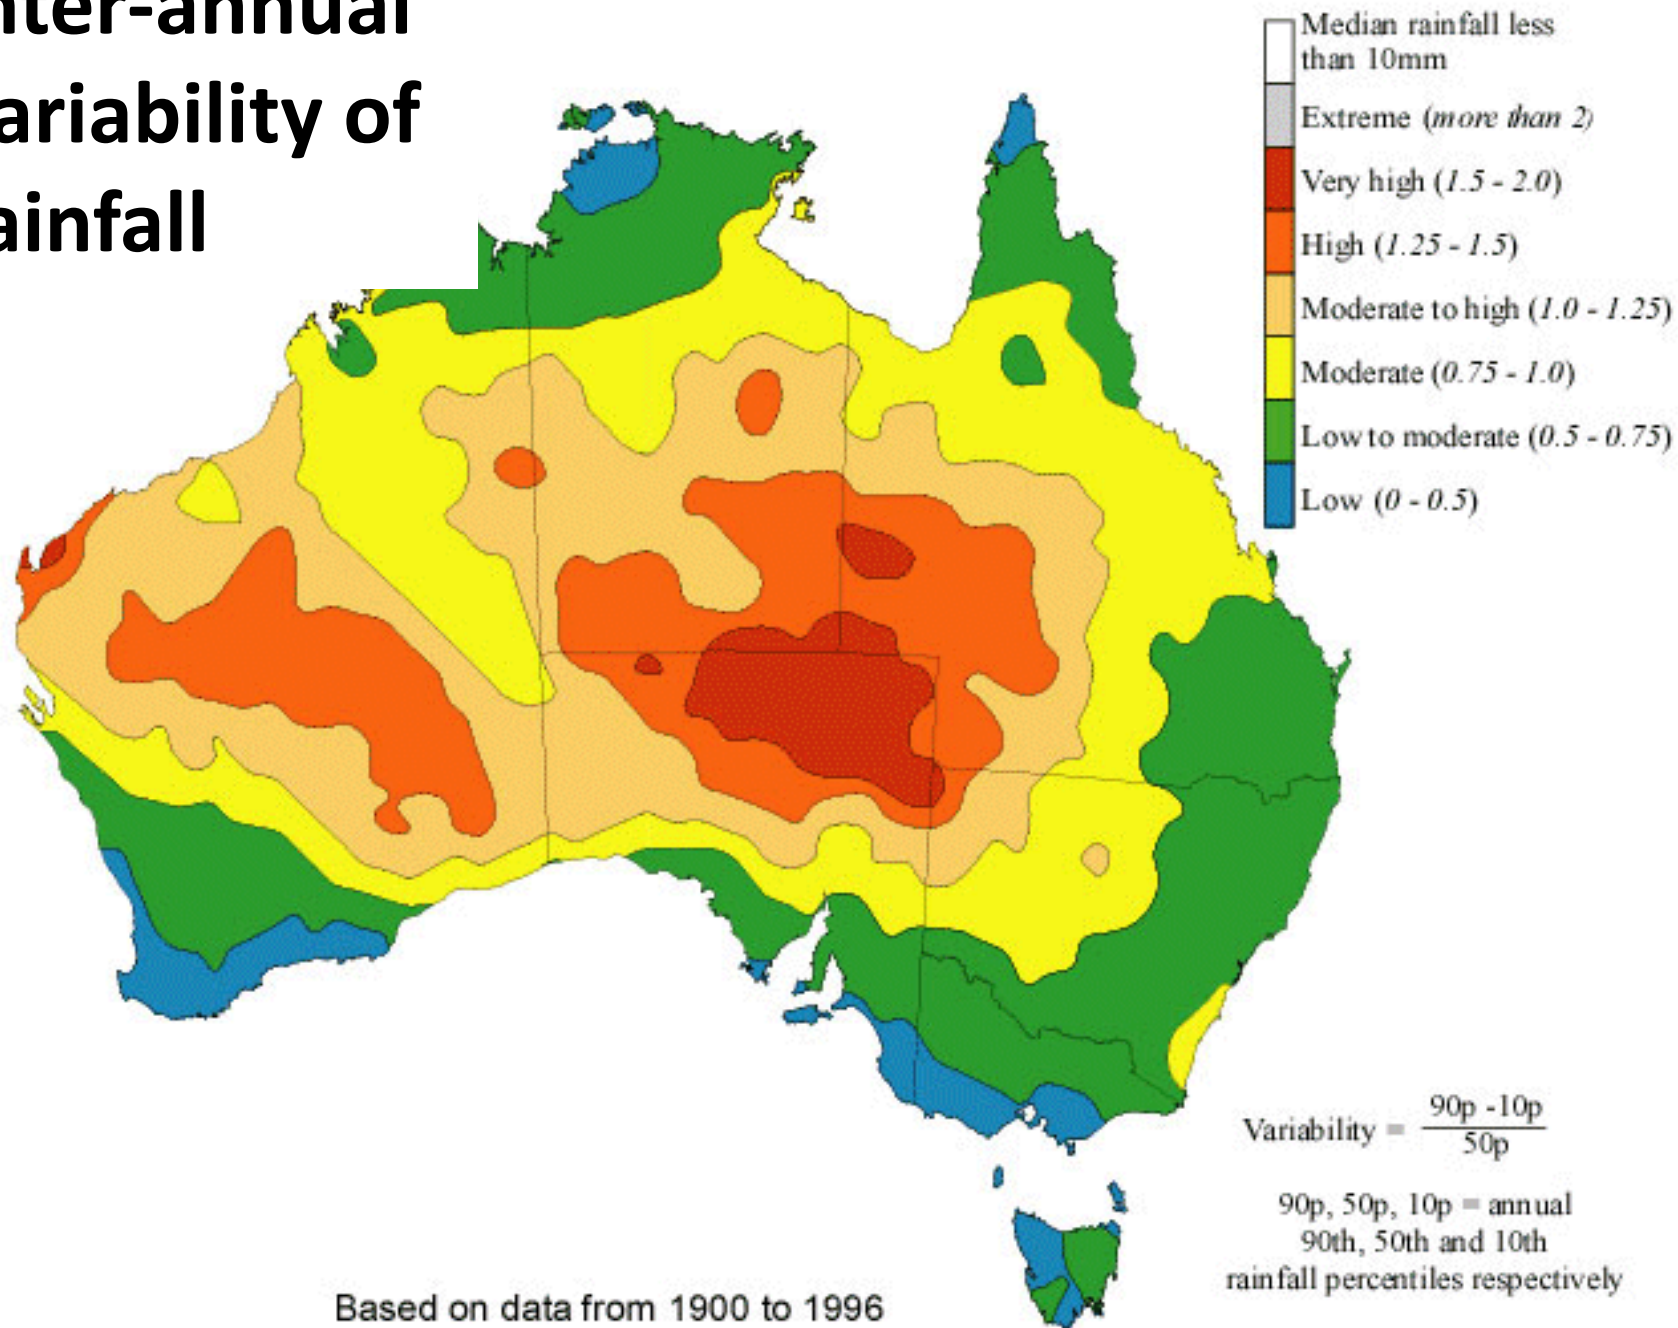 nter-annual
ariability of
ainfall
Median rainfall less
than 10mm
Extreme (more than 2)
Very high (1.5 - 2.0)
High (1.25 - 1.5)
Moderate to high (1.0 - 1.25)
Moderate (0.75 - 1.0)
Low to moderate (0.5 - 0.75)
Low (0 - 0.5)
Variability = 90p -10p
50p
90p, 50p, 10p = annual
90th, 50th and 10th
rainfall percentiles respectively
Based on data from 1900 to 1996